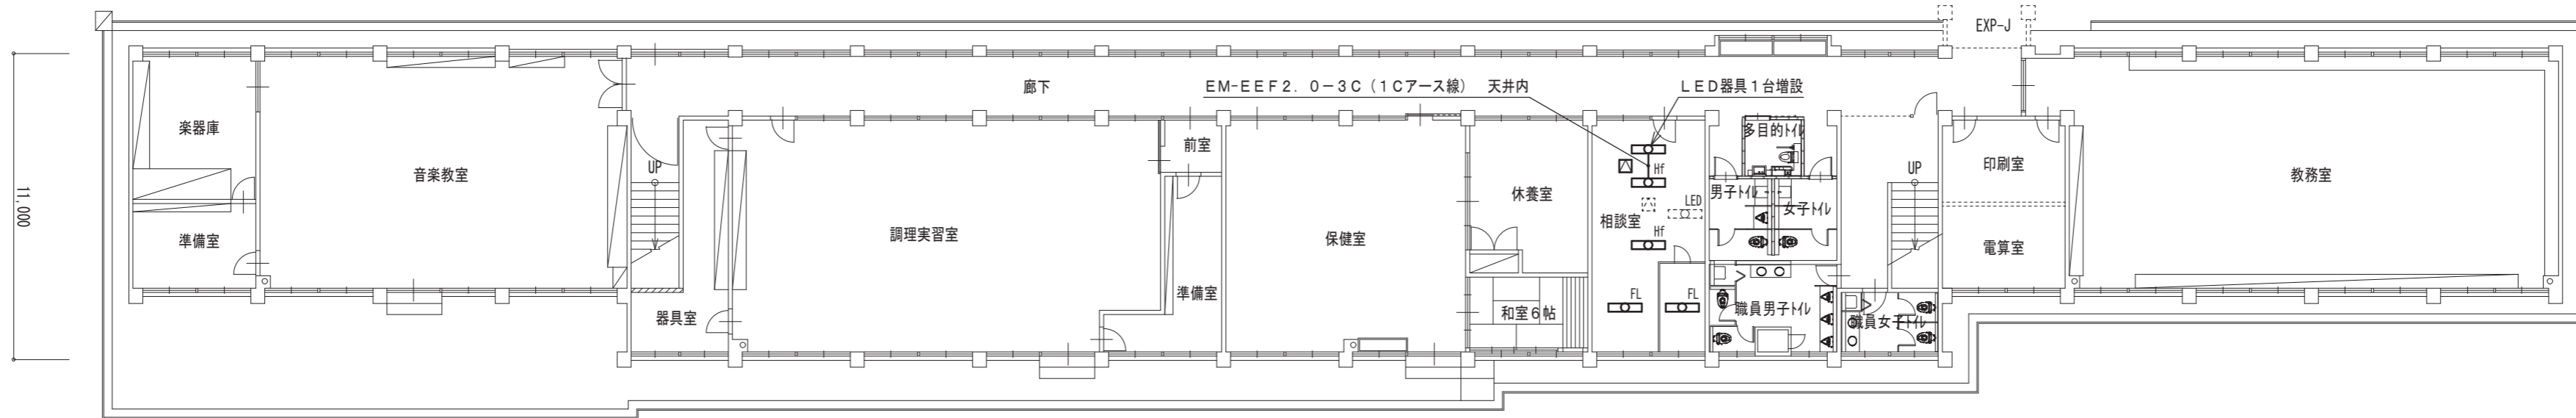 EXP-J
廊下
EM-EEF2.0-3C(1Cアース線) 天井内
LED器具1台増設
楽器庫
音楽教室
UP
前室
多目的トイレ
印刷室
教務室
Hf
休養室
UP
男子トイレ
女子トイレ
LED
相談室
11,000
準備室
調理実習室
保健室
Hf
電算室
準備室
FL
FL
器具室
和室6帖
職員男子トイレ
職員女子トイレ